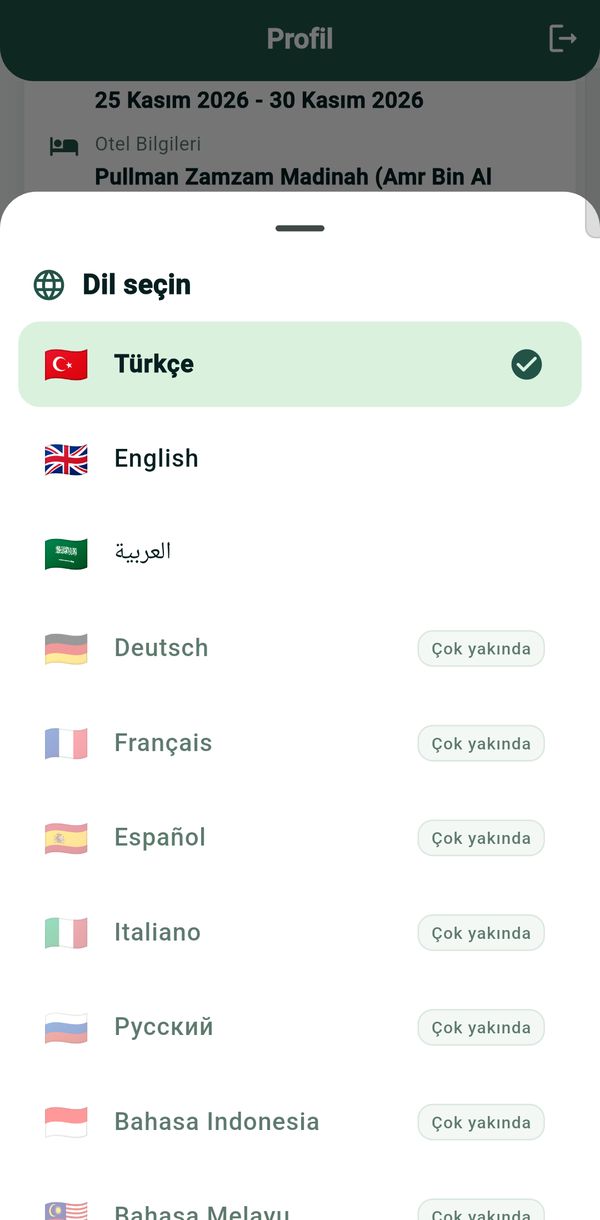 Profil
25 Kasım 2026 - 30 Kasım 2026
Otel Bilgileri
Pullman Zamzam Madinah (Amr Bin Al
Dil seçin
Türkçe
English
العربية
Deutsch Çok yakında
Français Çok yakında
Español Çok yakında
Italiano Çok yakında
Русский Çok yakında
Bahasa Indonesia Çok yakında
Bahasa Melayu Çok yakında